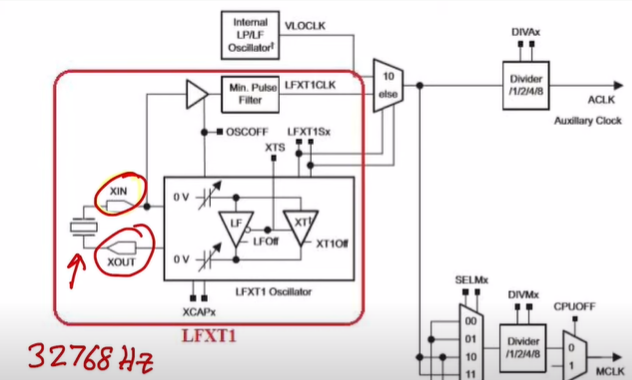 Internal
LP/LF
Oscillator†
VLOCLK
DIVAx
10
else
Min. Pulse
Filter
LFXT1CLK
Divider
/1/2/4/8
ACLK
Auxillary Clock
OSCOFF
LFXT1Sx
XTS
XIN
0 V
LF
XT†
LFOff
XT1Off
XOUT
0 V
LFXT1 Oscillator
XCAPx
LFXT1
32768 Hz
SELMx
DIVMx
CPUOFF
00
01
10
11
Divider
/1/2/4/8
0
1
MCLK